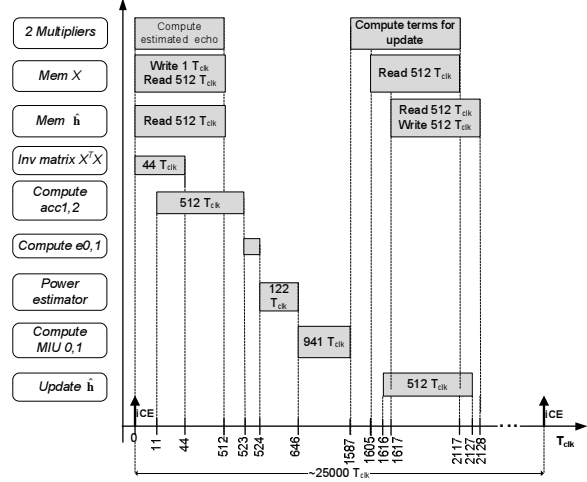 2 Multipliers
Compute
estimated echo
Compute terms for
update
Mem X
Write 1 Tclk
Read 512 Tclk
Read 512 Tclk
Mem ĥ
Read 512 Tclk
Read 512 Tclk
Write 512 Tclk
Inv matrix XᵀX
44 Tclk
Compute
acc1,2
512 Tclk
Compute e0,1
Power
estimator
122
Tclk
Compute
MIU 0,1
941 Tclk
Update ĥ
512 Tclk
iCE
iCE
0
11
44
512
523
524
646
1587
1605
1616
1617
2117
2127
2128
...
Tclk
~25000 Tclk